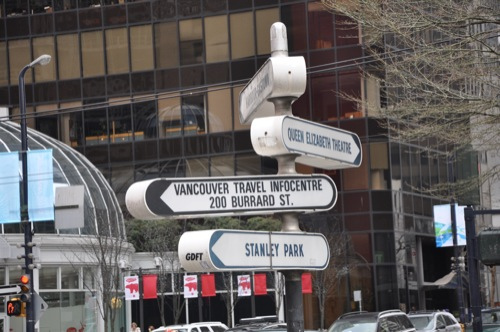 QUEEN ELIZABETH THEATRE
VANCOUVER TRAVEL INFOCENTRE
200 BURRARD ST.
STANLEY PARK
GDFT